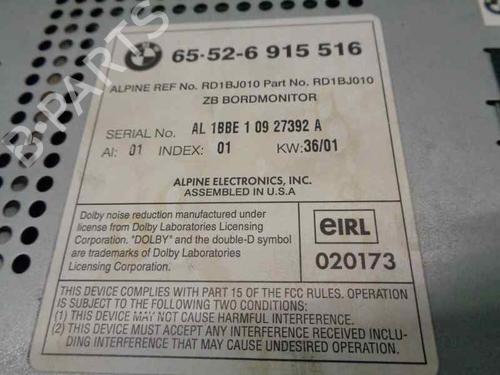 BMW
65-52-6 915 516
ALPINE REF No. RD1BJ010 Part No. RD1BJ010
ZB BORDMONITOR
SERIAL No. AL 1BBE 1 09 27392 A
AI: 01 INDEX: 01 KW: 36/01
ALPINE ELECTRONICS, INC.
ASSEMBLED IN U.S.A
Dolby noise reduction manufactured under
license from Dolby Laboratories Licensing
Corporation. "DOLBY" and the double-D symbol
are trademarks of Dolby Laboratories
Licensing Corporation.
eIRL
020173
THIS DEVICE COMPLIES WITH PART 15 OF THE FCC RULES. OPERATION
IS SUBJECT TO THE FOLLOWING TWO CONDITIONS:
(1) THIS DEVICE MAY NOT CAUSE HARMFUL INTERFERENCE.
(2) THIS DEVICE MUST ACCEPT ANY INTERFERENCE RECEIVED INCLU-
DING INTERFERENCE THAT MAY CAUSE UNDESIRED OPERATION.